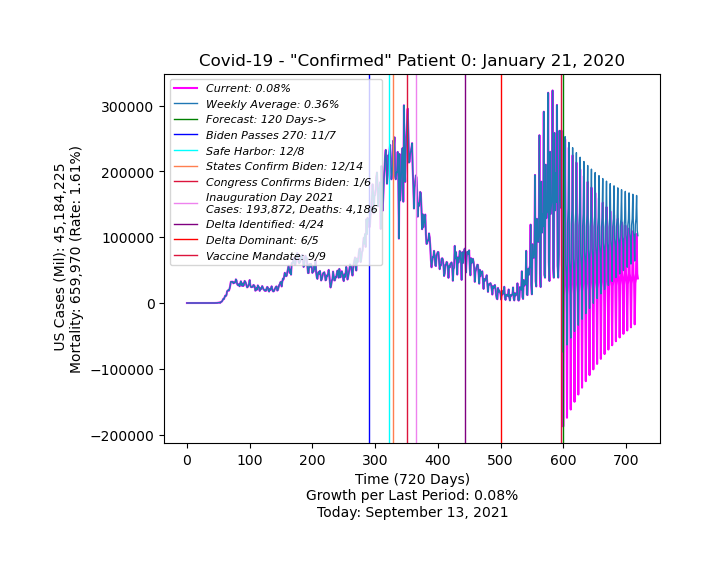 Covid-19 - "Confirmed" Patient 0: January 21, 2020
Current: 0.08%
Weekly Average: 0.36%
Forecast: 120 Days->
Biden Passes 270: 11/7
Safe Harbor: 12/8
States Confirm Biden: 12/14
Congress Confirms Biden: 1/6
Inauguration Day 2021
Cases: 193,872, Deaths: 4,186
Delta Identified: 4/24
Delta Dominant: 6/5
Vaccine Mandate: 9/9
US Cases (Mil): 45,184,225
Mortality: 659,970 (Rate: 1.61%)
300000
200000
100000
0
−100000
−200000
0 100 200 300 400 500 600 700
Time (720 Days)
Growth per Last Period: 0.08%
Today: September 13, 2021